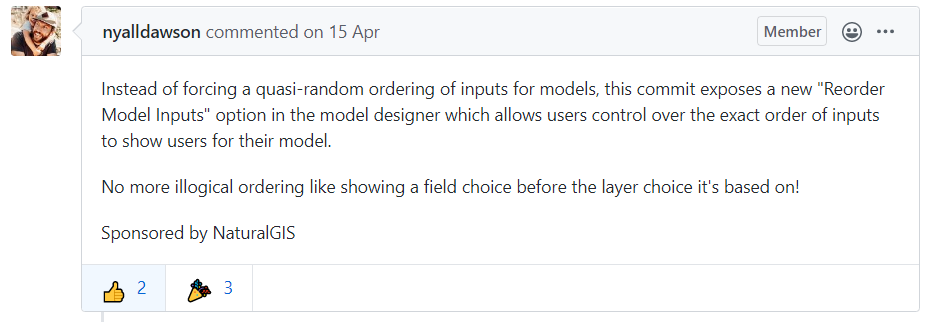 nyalldawson commented on 15 Apr
Member
Instead of forcing a quasi-random ordering of inputs for models, this commit exposes a new "Reorder
Model Inputs" option in the model designer which allows users control over the exact order of inputs
to show users for their model.
No more illogical ordering like showing a field choice before the layer choice it's based on!
Sponsored by NaturalGIS
2
3